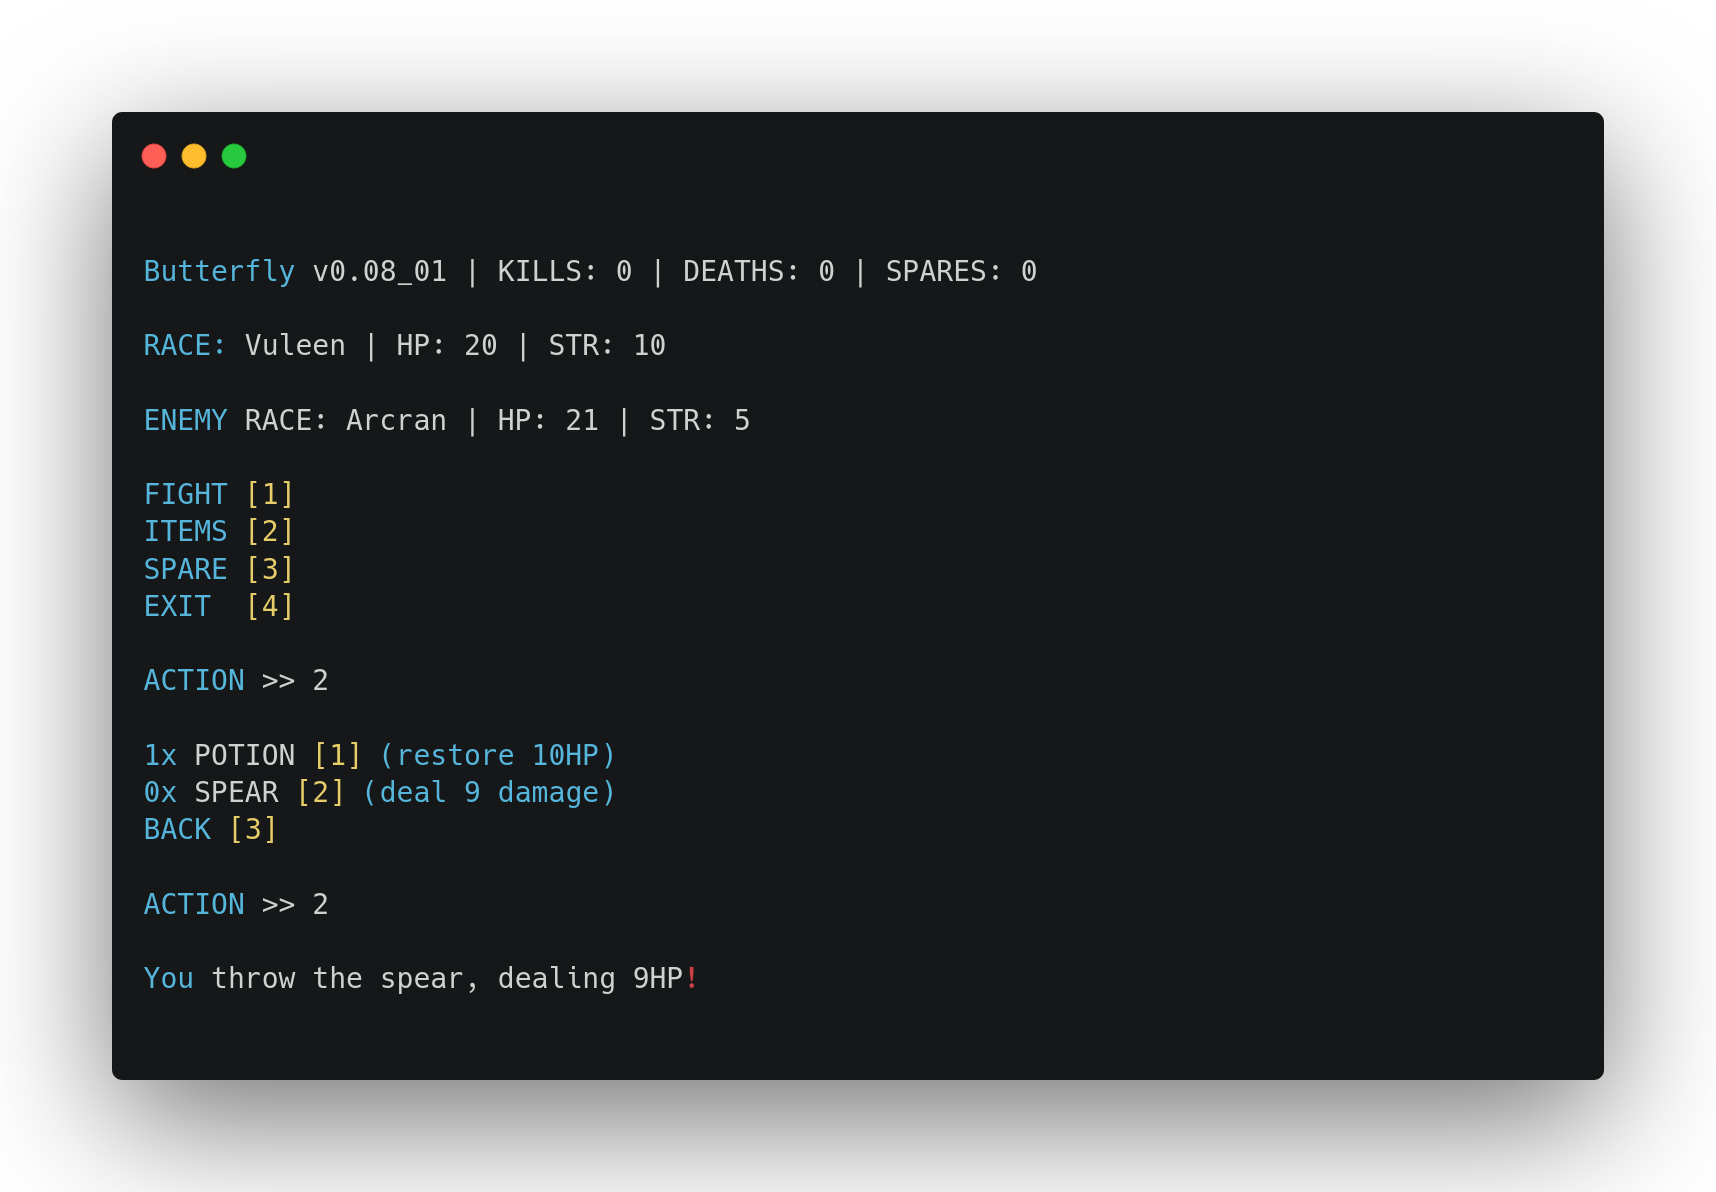 Butterfly v0.08_01 | KILLS: 0 | DEATHS: 0 | SPARES: 0
RACE: Vuleen | HP: 20 | STR: 10
ENEMY RACE: Arcran | HP: 21 | STR: 5
FIGHT [1]
ITEMS [2]
SPARE [3]
EXIT  [4]
ACTION >> 2
1x POTION [1] (restore 10HP)
0x SPEAR [2] (deal 9 damage)
BACK [3]
ACTION >> 2
You throw the spear, dealing 9HP!